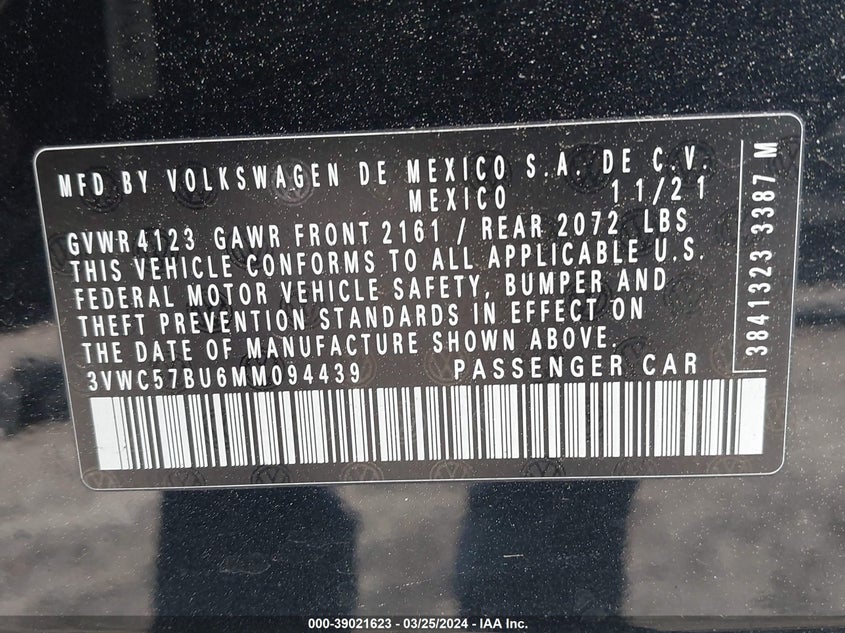 MFD BY VOLKSWAGEN DE MEXICO S.A. DE C.V.
MEXICO 11/21
GVWR4123 GAWR FRONT 2161 / REAR 2072 LBS
THIS VEHICLE CONFORMS TO ALL APPLICABLE U.S.
FEDERAL MOTOR VEHICLE SAFETY, BUMPER AND
THEFT PREVENTION STANDARDS IN EFFECT ON
THE DATE OF MANUFACTURE SHOWN ABOVE.
3VWC57BU6MM094439 PASSENGER CAR
3841323 3387 M
000-39021623 - 03/25/2024 - IAA Inc.